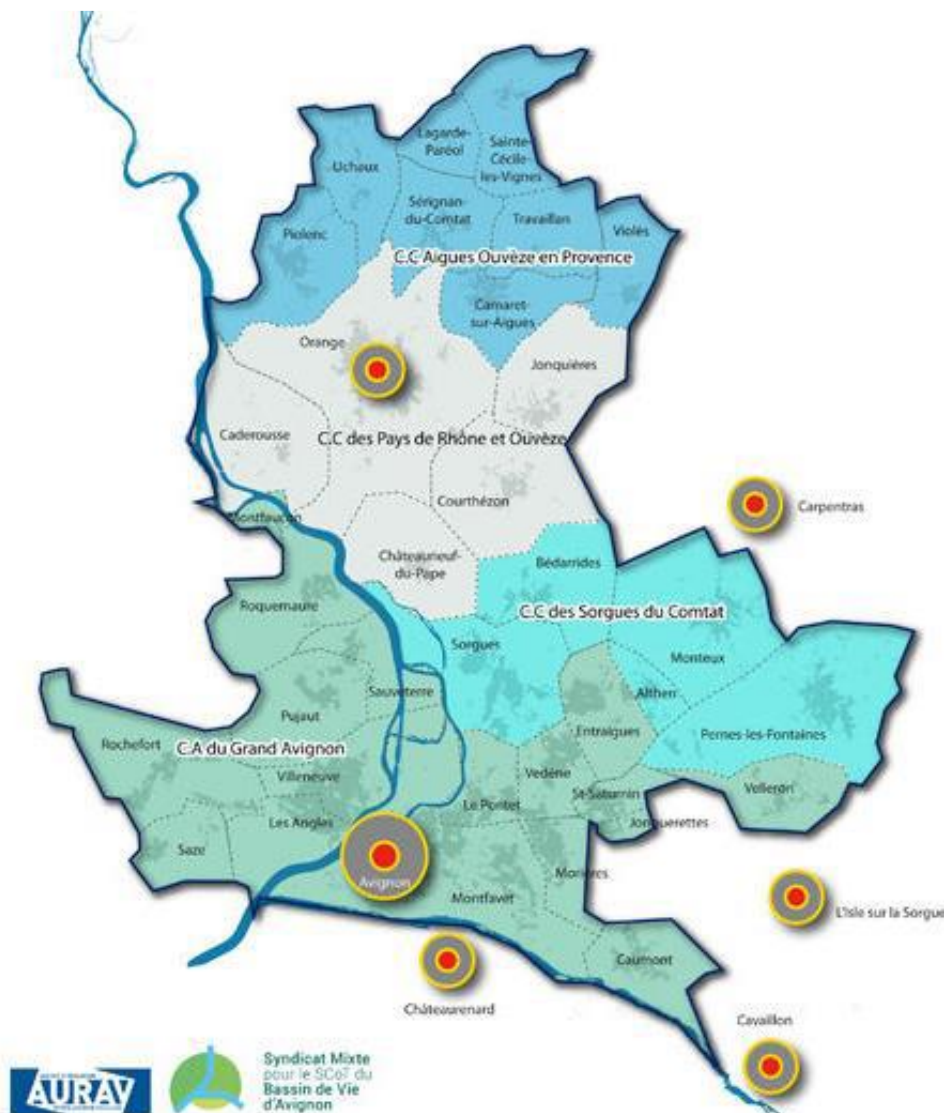 Lagarde-
Paréol
Sainte-
Cécile-
les-Vignes
Uchaux
Sérignan-
du-Comtat
Travaillan
Violès
Piolenc
C.C Aigues Ouvèze en Provence
Camaret-
sur-Aigues
Orange
Jonquières
Caderousse
C.C des Pays de Rhône et Ouvèze
Courthézon
Carpentras
Montfaucon
Châteauneuf-
du-Pape
Bédarrides
Roquemaure
C.C des Sorgues du Comtat
Sorgues
Monteux
Althen
Sauveterre
Pujaut
Entraigues
Pernes-les-Fontaines
Rochefort
C.A du Grand Avignon
Villeneuve
Vedène
Velleron
Le Pontet
St-Saturnin
Les Angles
Jonquerettes
Saze
Morières
Avignon
Montfavet
L'Isle sur la Sorgue
Caumont
Châteaurenard
Cavaillon
AURAV
Syndicat Mixte
pour le SCoT du
Bassin de Vie
d'Avignon